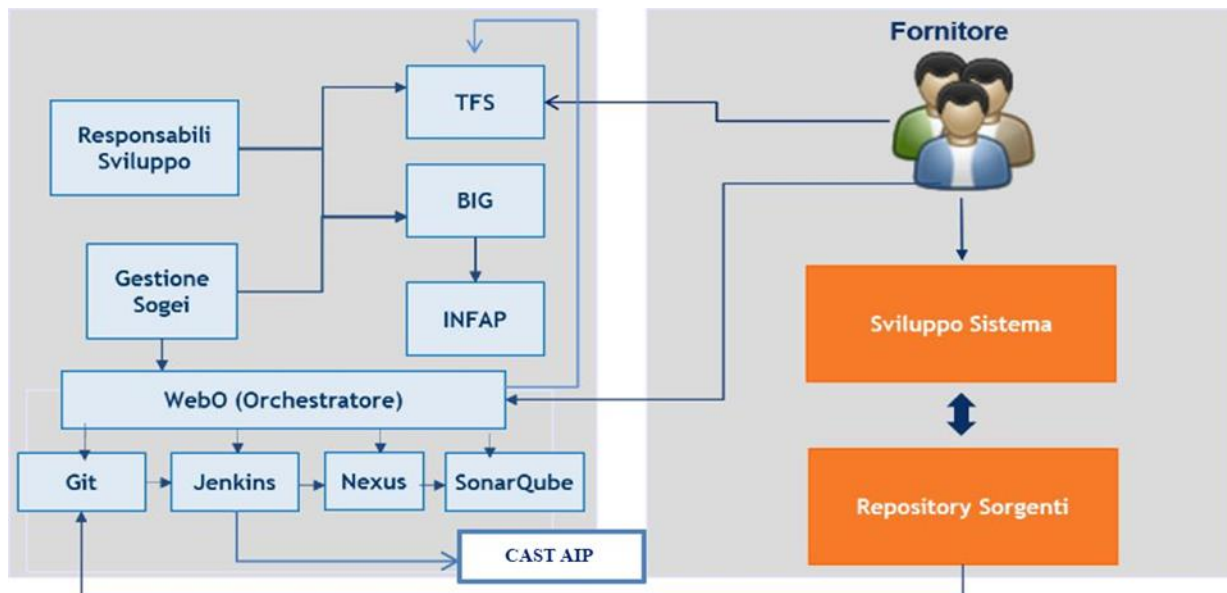 Fornitore
TFS
Responsabili
Sviluppo
BIG
Gestione
Sogei
INFAP
Sviluppo Sistema
WebO (Orchestratore)
Git
Jenkins
Nexus
SonarQube
Repository Sorgenti
CAST AIP